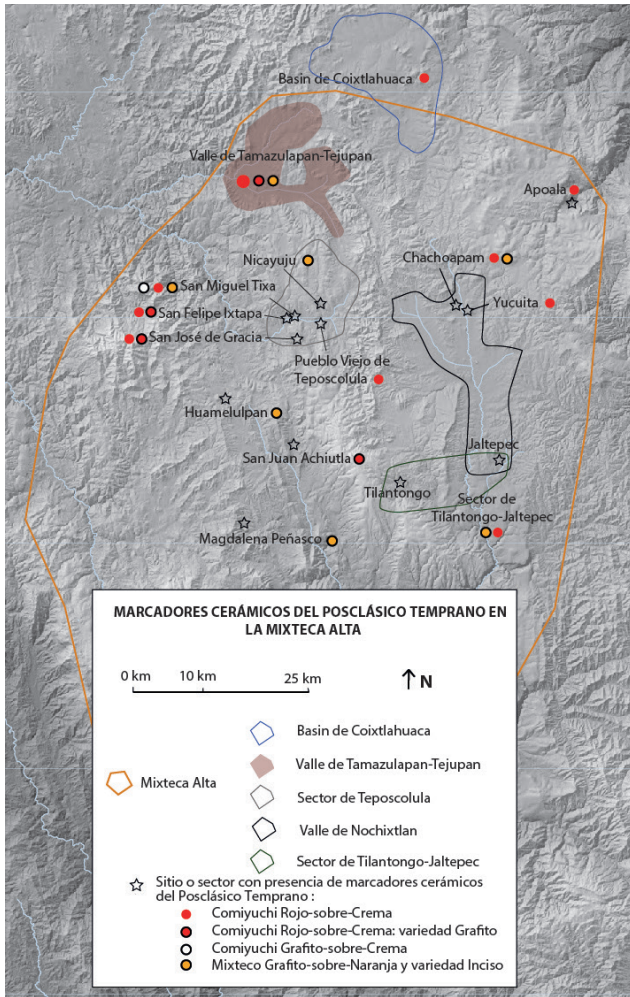 Basin de Coixtlahuaca
Valle de Tamazulapan-Tejupan
Apoala
Nicayuju
Chachoapam
San Miguel Tixa
Yucuita
San Felipe Ixtapa
San José de Gracia
Pueblo Viejo de
Teposcolula
Huamelulpan
Jaltepec
San Juan Achiutla
Tilantongo
Sector de
Tilantongo-Jaltepec
Magdalena Peñasco
MARCADORES CERÁMICOS DEL POSCLÁSICO TEMPRANO EN
LA MIXTECA ALTA
0 km 10 km 25 km
N
Basin de Coixtlahuaca
Valle de Tamazulapan-Tejupan
Mixteca Alta
Sector de Teposcolula
Valle de Nochixtlan
Sector de Tilantongo-Jaltepec
Sitio o sector con presencia de marcadores cerámicos
del Posclásico Temprano :
Comiyuchi Rojo-sobre-Crema
Comiyuchi Rojo-sobre-Crema: variedad Grafito
Comiyuchi Grafito-sobre-Crema
Mixteco Grafito-sobre-Naranja y variedad Inciso